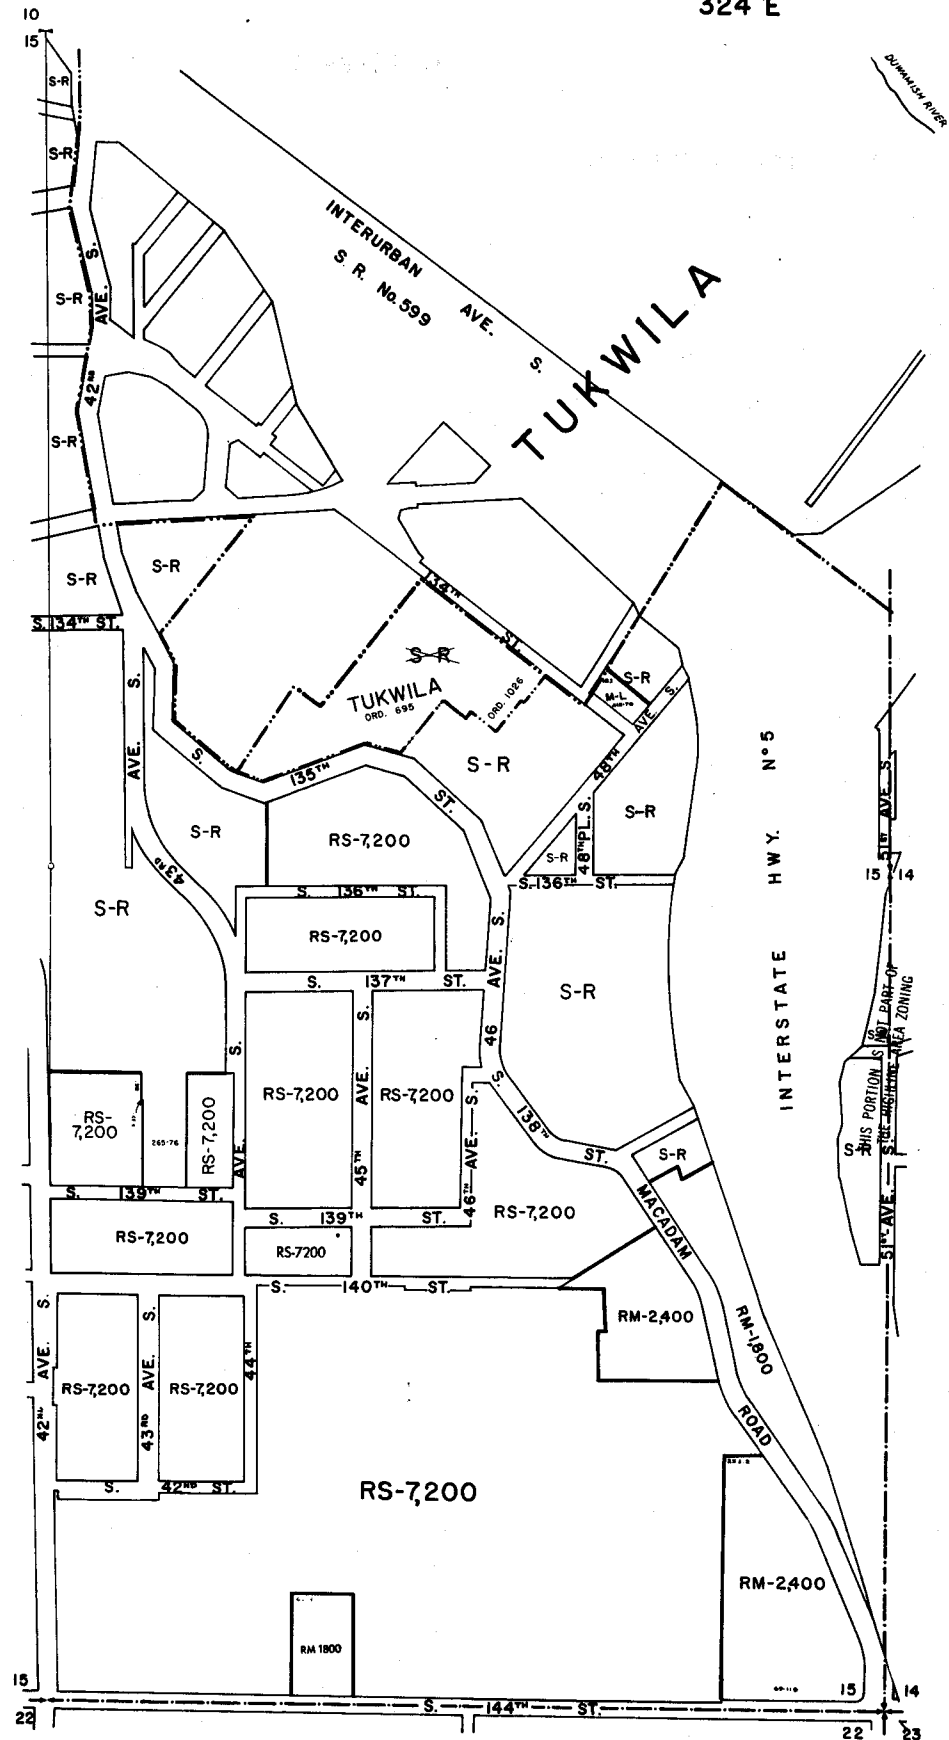 324 E
10
15
DUWAMISH RIVER
S-R
S-R
INTERURBAN AVE. S.
S. R. No. 599
TUKWILA
S-R
42ND AVE. S.
S-R
S-R
S-R
S. 134TH ST.
134TH ST.
S-R
TUKWILA
ORD. 695
ORD. 1026
S-R
M-L
AVE. S.
48TH
S. 135TH ST.
S-R
S-R
AVE. S.
43RD
S-R
RS-7,200
S-R
48TH PL. S.
INTERSTATE HWY. Nº 5
51ST AVE. S.
15 14
S. 136TH ST.
S. 136TH ST.
S-R
RS-7,200
S. 137TH ST.
46 AVE. S.
S-R
THIS PORTION IS NOT PART OF
THE HIGHLINE AREA ZONING
S-R
RS-7,200
265-76
RS-7,200
AVE. S.
RS-7,200
45TH AVE. S.
RS-7,200
46TH AVE. S.
S. 138TH ST.
S-R
S. 139TH ST.
S. 139TH ST.
RS-7,200
RS-7,200
RS-7200
MACADAM ROAD
51ST AVE. S.
S. 140TH ST.
RM-2,400
RM-1,800
42ND AVE. S.
RS-7,200
43RD AVE. S.
RS-7,200
44TH
S. 42ND ST.
RS-7,200
RM-2,400
RM 1800
15
15 14
S. 144TH ST.
22
22 23